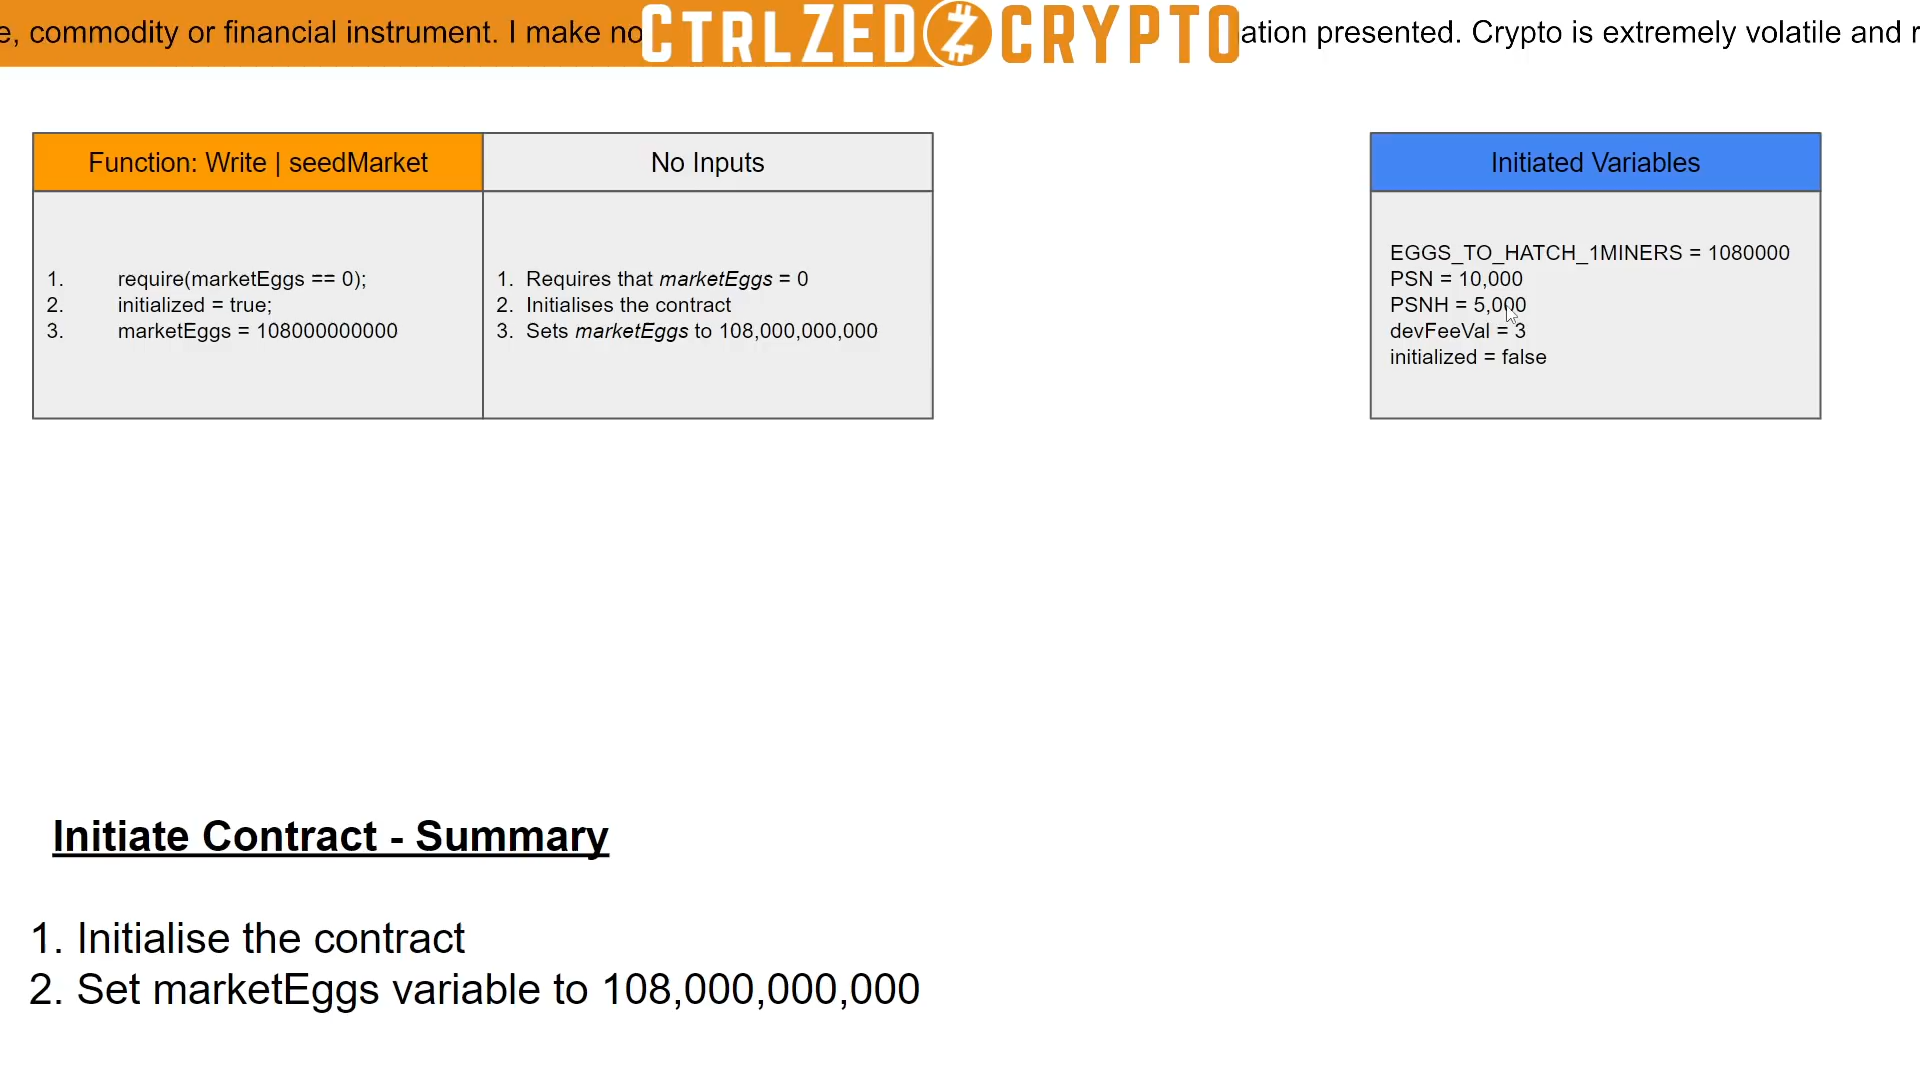 e, commodity or financial instrument. I make no
CTRLZED CRYPTO
ation presented. Crypto is extremely volatile and r
Function: Write | seedMarket
No Inputs
1. require(marketEggs == 0);
2. initialized = true;
3. marketEggs = 108000000000
1. Requires that marketEggs = 0
2. Initialises the contract
3. Sets marketEggs to 108,000,000,000
Initiated Variables
EGGS_TO_HATCH_1MINERS = 1080000
PSN = 10,000
PSNH = 5,000
devFeeVal = 3
initialized = false
Initiate Contract - Summary
1. Initialise the contract
2. Set marketEggs variable to 108,000,000,000